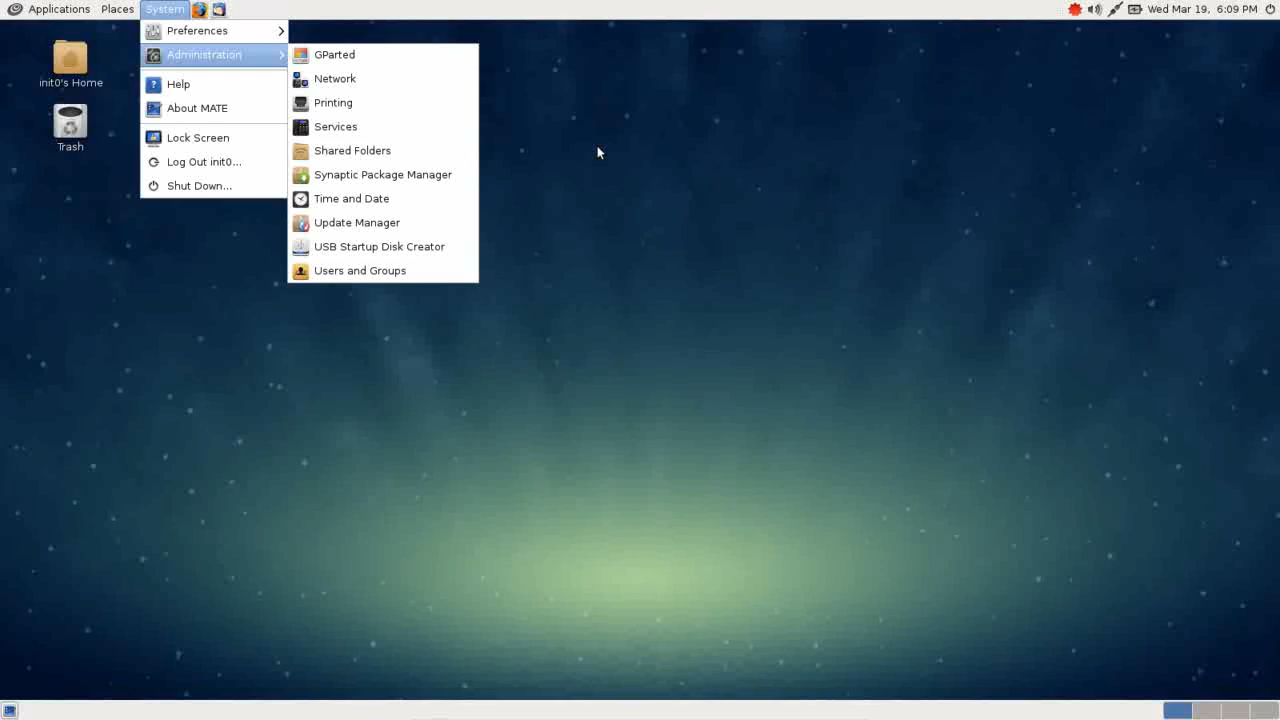 Applications Places System
Wed Mar 19, 6:09 PM
Preferences
Administration
Help
About MATE
Lock Screen
Log Out init0...
Shut Down...
GParted
Network
Printing
Services
Shared Folders
Synaptic Package Manager
Time and Date
Update Manager
USB Startup Disk Creator
Users and Groups
init0's Home
Trash